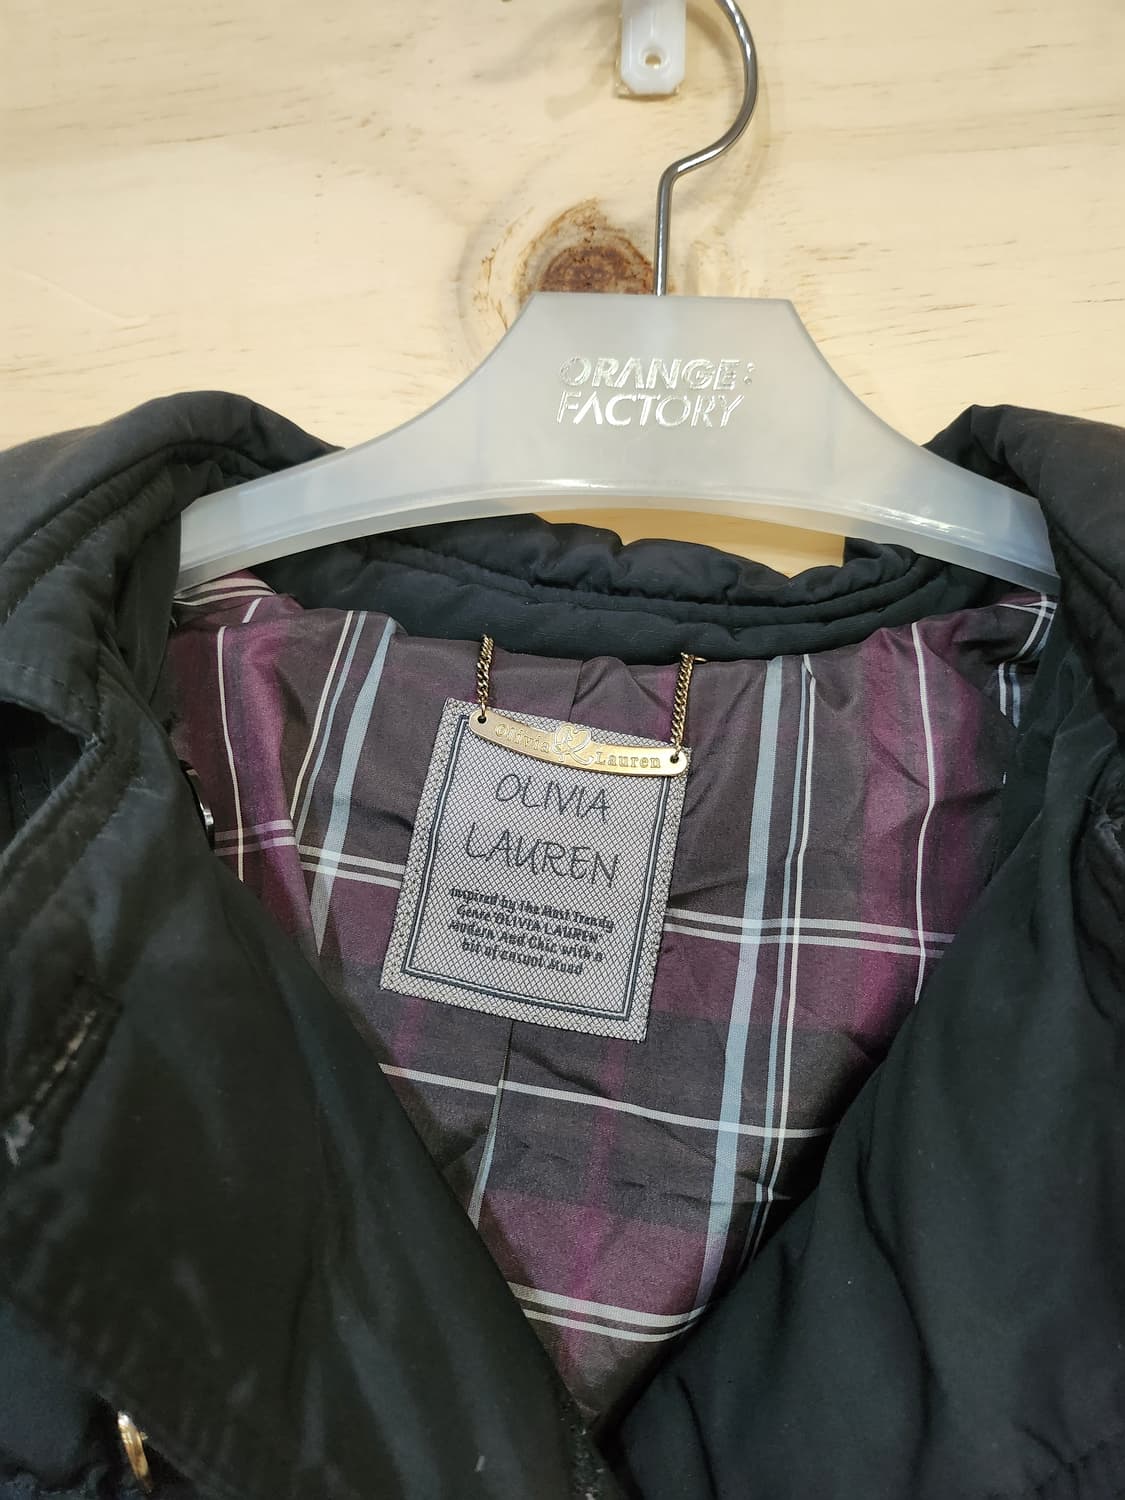 ORANGE:
FACTORY
Olivia Lauren
OLIVIA
LAUREN
Inspired by The Most Trendy
Genre OLIVIA LAUREN
Modern And Chic with a
bit of casual Mood